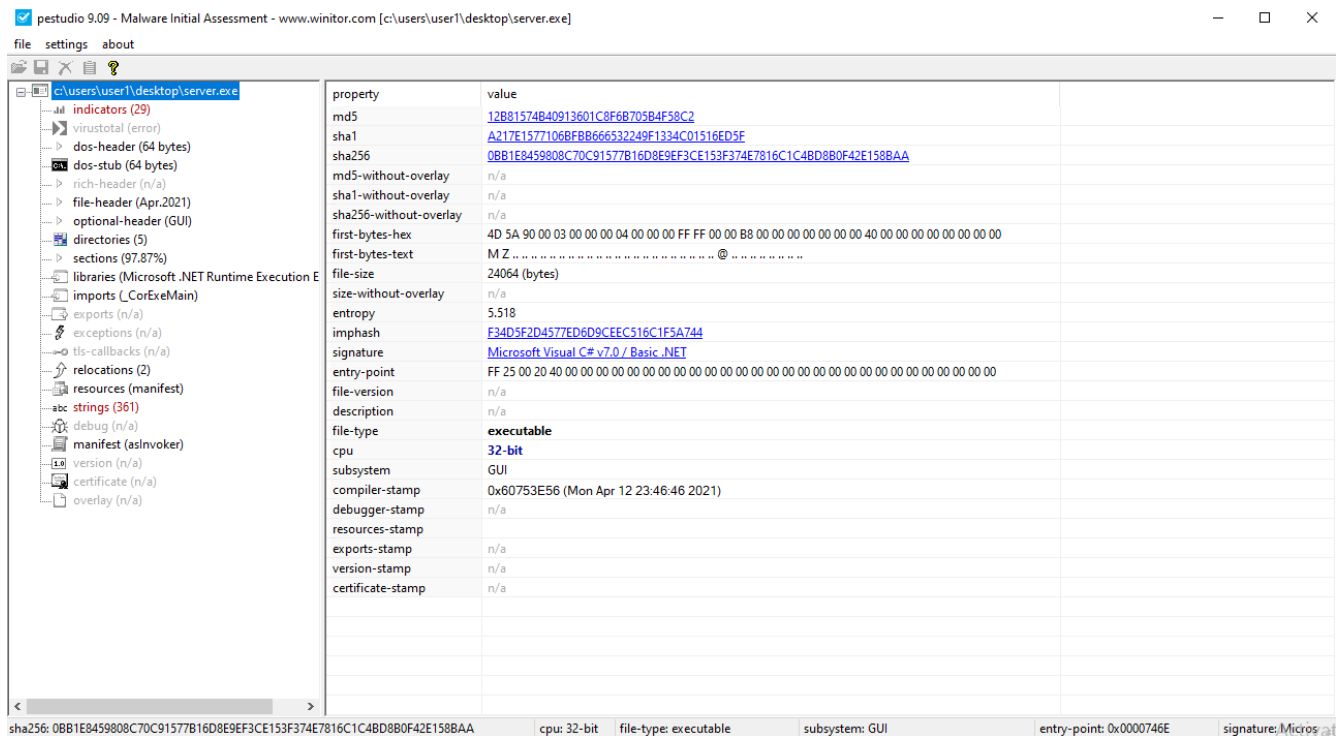 pestudio 9.09 - Malware Initial Assessment - www.winitor.com [c:\users\user1\desktop\server.exe]
file settings about
c:\users\user1\desktop\server.exe
indicators (29)
virustotal (error)
dos-header (64 bytes)
dos-stub (64 bytes)
rich-header (n/a)
file-header (Apr.2021)
optional-header (GUI)
directories (5)
sections (97.87%)
libraries (Microsoft .NET Runtime Execution E
imports (_CorExeMain)
exports (n/a)
exceptions (n/a)
tls-callbacks (n/a)
relocations (2)
resources (manifest)
abc strings (361)
debug (n/a)
manifest (asInvoker)
1.0 version (n/a)
certificate (n/a)
overlay (n/a)
property value
md5 12B81574B40913601C8F6B705B4F58C2
sha1 A217E1577106BFBB666532249F1334C01516ED5F
sha256 0BB1E8459808C70C91577B16D8E9EF3CE153F374E7816C1C4BD8B0F42E158BAA
md5-without-overlay n/a
sha1-without-overlay n/a
sha256-without-overlay n/a
first-bytes-hex 4D 5A 90 00 03 00 00 00 04 00 00 00 FF FF 00 00 B8 00 00 00 00 00 00 00 40 00 00 00 00 00 00 00
first-bytes-text M Z .. .. .. .. .. .. .. .. .. .. .. .. .. .. .. .. .. .. .. .. .. .. @ .. .. .. .. .. .. ..
file-size 24064 (bytes)
size-without-overlay n/a
entropy 5.518
imphash F34D5F2D4577ED6D9CEEC516C1F5A744
signature Microsoft Visual C# v7.0 / Basic .NET
entry-point FF 25 00 20 40 00 00 00 00 00 00 00 00 00 00 00 00 00 00 00 00 00 00 00 00 00 00 00 00 00 00 00
file-version n/a
description n/a
file-type executable
cpu 32-bit
subsystem GUI
compiler-stamp 0x60753E56 (Mon Apr 12 23:46:46 2021)
debugger-stamp n/a
resources-stamp
exports-stamp n/a
version-stamp n/a
certificate-stamp n/a
sha256: 0BB1E8459808C70C91577B16D8E9EF3CE153F374E7816C1C4BD8B0F42E158BAA cpu: 32-bit file-type: executable subsystem: GUI entry-point: 0x0000746E signature: Micros